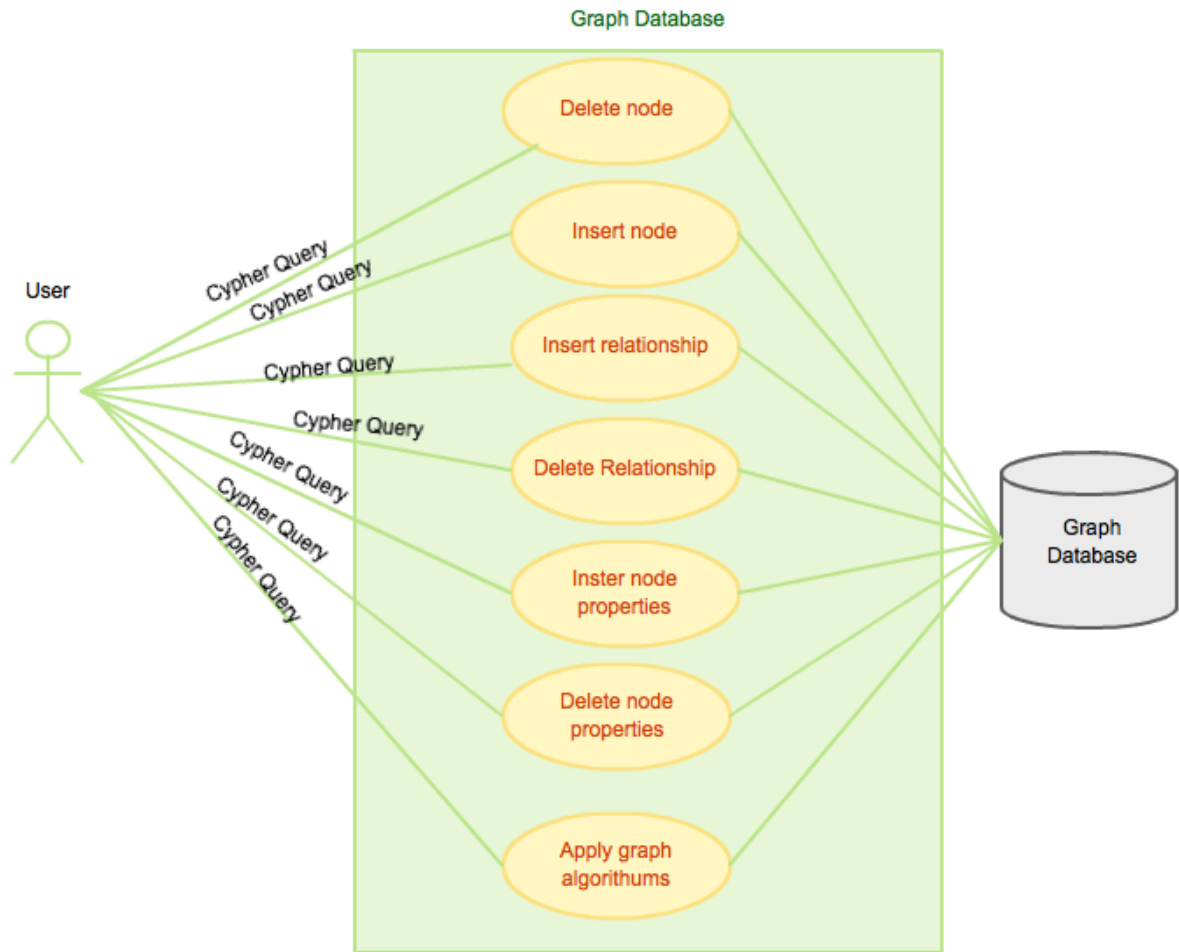 Graph Database
Delete node
Insert node
Cypher Query
Cypher Query
User
Insert relationship
Cypher Query
Cypher Query
Delete Relationship
Cypher Query
Cypher Query
Cypher Query
Graph
Database
Inster node
properties
Delete node
properties
Apply graph
algorithums